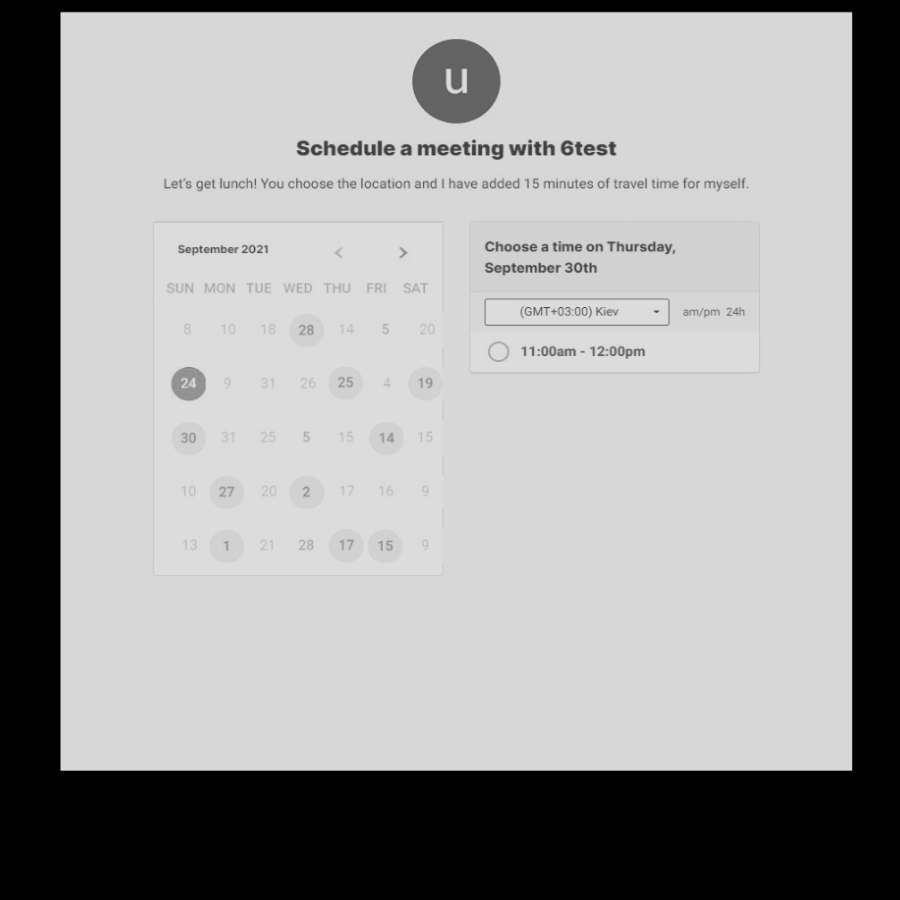 u
Schedule a meeting with 6test
Let's get lunch! You choose the location and I have added 15 minutes of travel time for myself.
September 2021 < >
SUN MON TUE WED THU FRI SAT
8 10 18 28 14 5 20
24 9 31 26 25 4 19
30 31 25 5 15 14 15
10 27 20 2 17 16 9
13 1 21 28 17 15 9
Choose a time on Thursday,
September 30th
(GMT+03:00) Kiev am/pm 24h
11:00am - 12:00pm